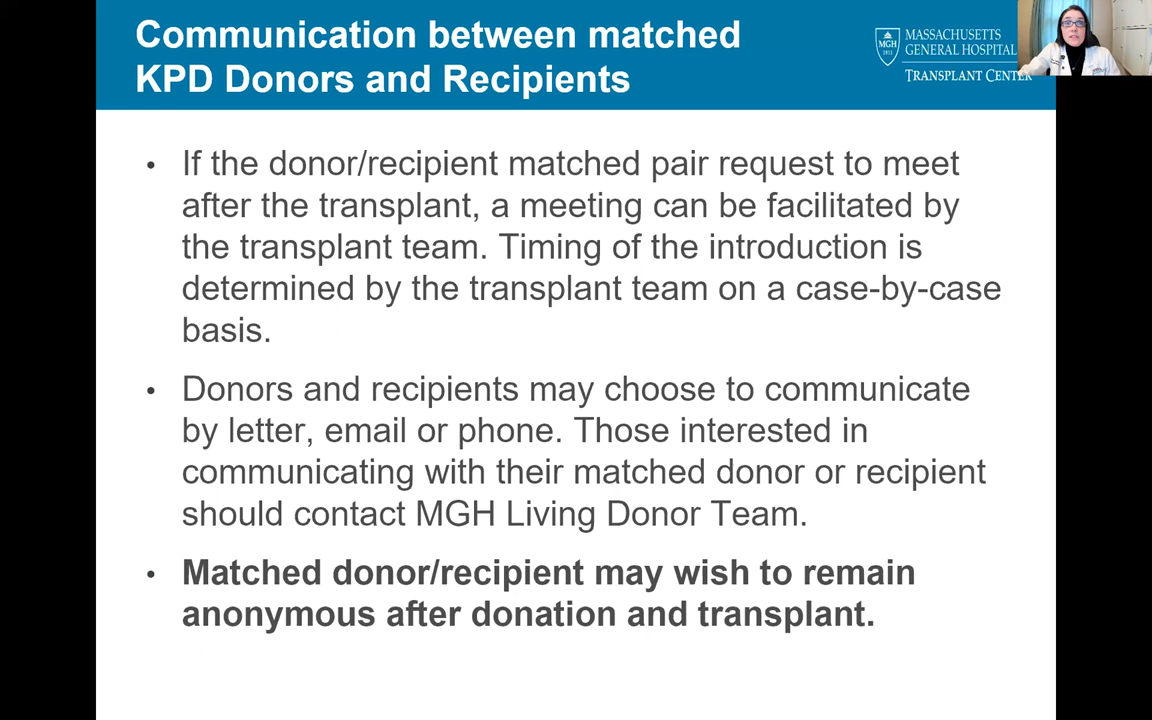 Communication between matched
KPD Donors and Recipients
MGH
1811
MASSACHUSETTS
GENERAL HOSPITAL
TRANSPLANT CENTER
• If the donor/recipient matched pair request to meet
after the transplant, a meeting can be facilitated by
the transplant team. Timing of the introduction is
determined by the transplant team on a case-by-case
basis.
• Donors and recipients may choose to communicate
by letter, email or phone. Those interested in
communicating with their matched donor or recipient
should contact MGH Living Donor Team.
• Matched donor/recipient may wish to remain
anonymous after donation and transplant.